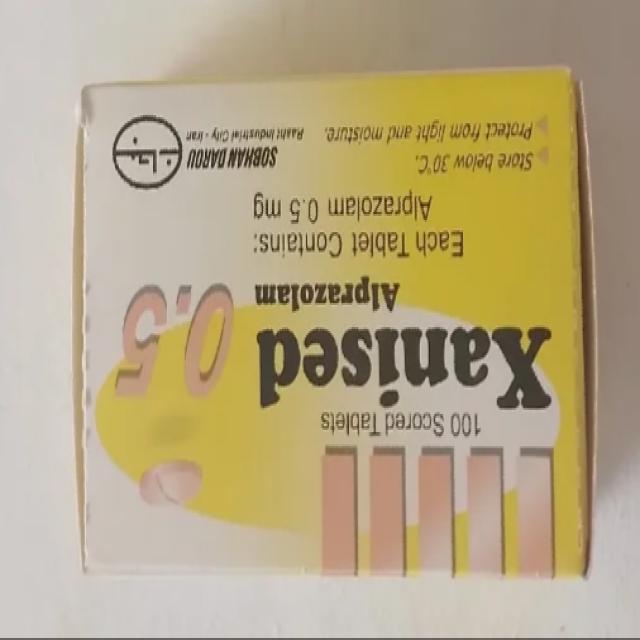 100 Scored Tablets
Xanised 0.5
Alprazolam
Each Tablet Contains:
Alprazolam 0.5 mg
Store below 30°C.
Protect from light and moisture.
SOBHAN DAROU
Rasht Industrial City - Iran